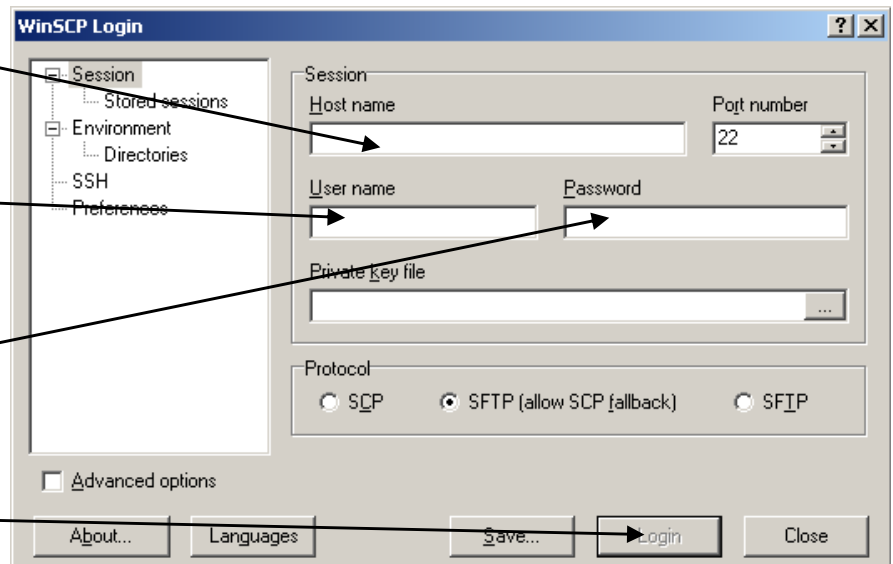 WinSCP Login
Session
Stored sessions
Environment
Directories
SSH
Preferences
Session
Host name
Port number
22
User name
Password
Private key file
...
Protocol
SCP
SFTP (allow SCP fallback)
SFTP
Advanced options
About...
Languages
Save...
Login
Close